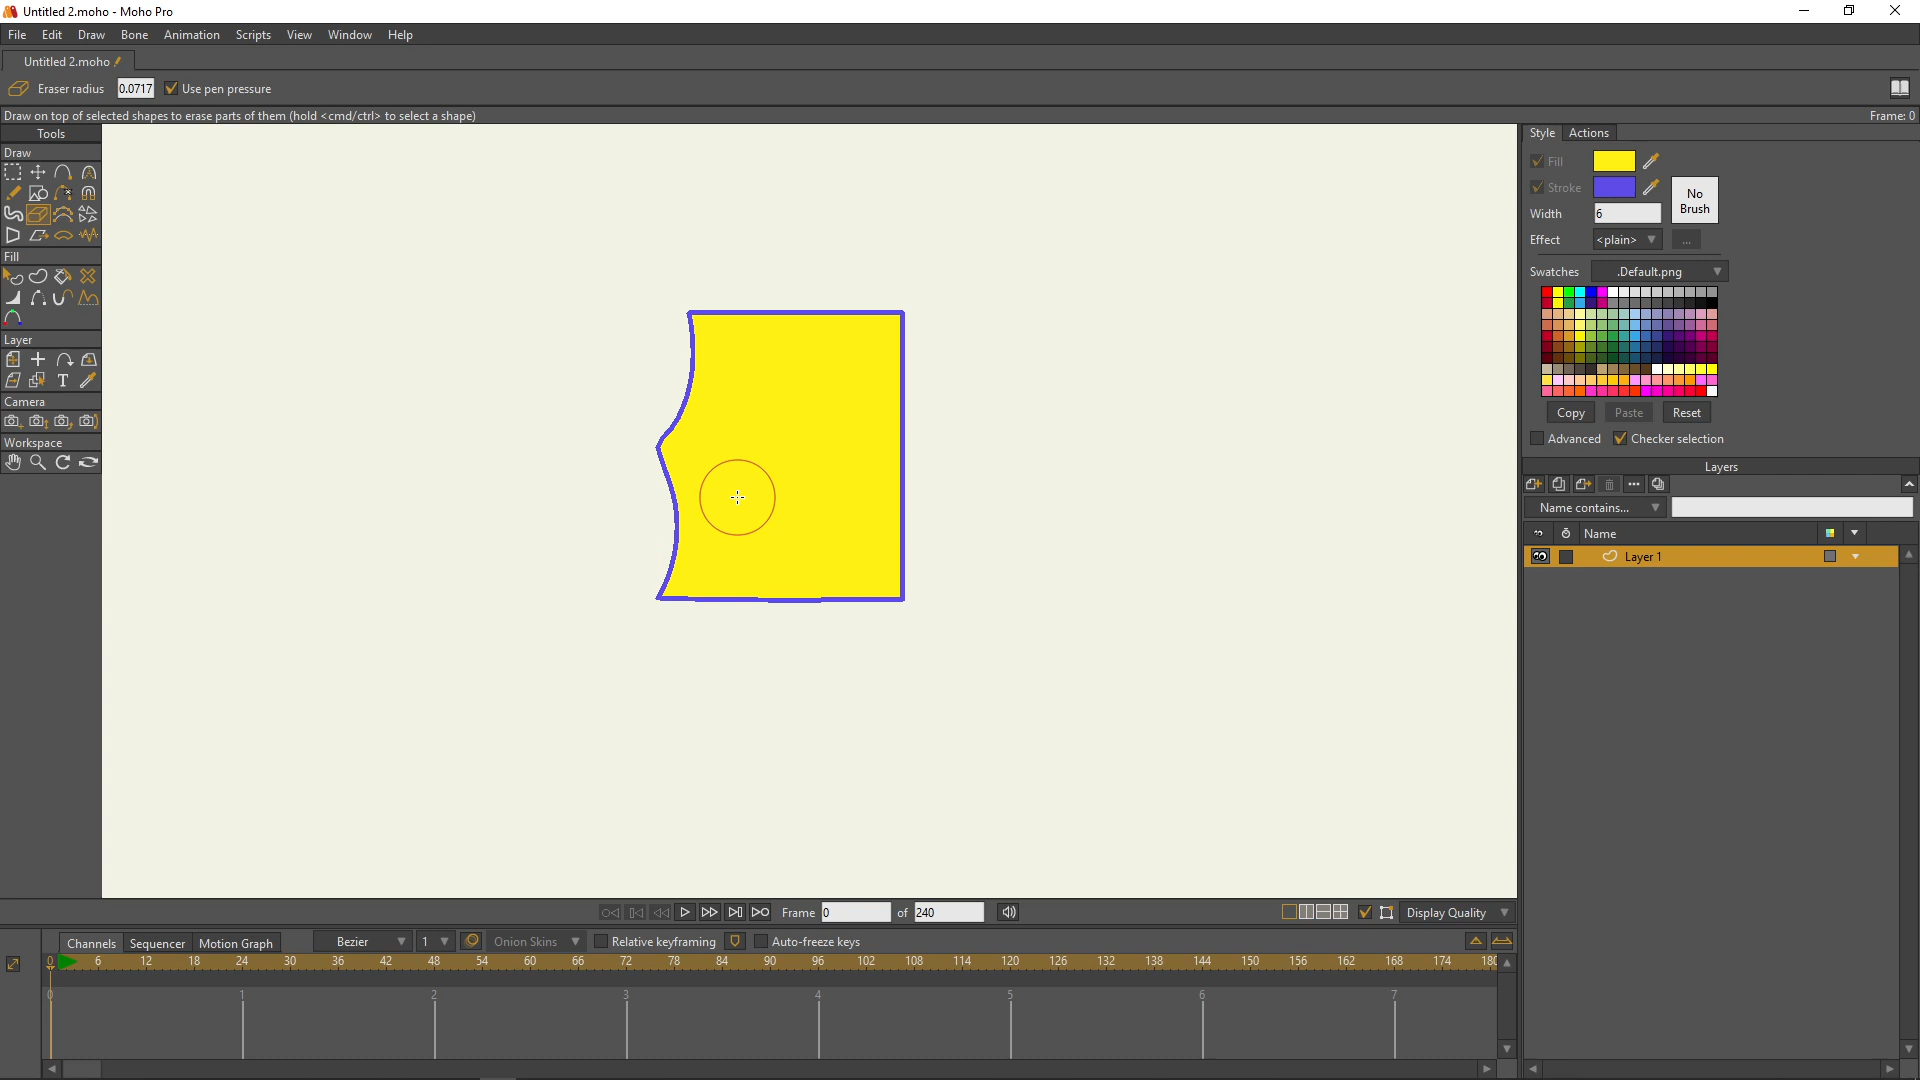 Untitled 2.moho - Moho Pro
File Edit Draw Bone Animation Scripts View Window Help
Untitled 2.moho
Eraser radius 0.0717 Use pen pressure
Draw on top of selected shapes to erase parts of them (hold <cmd/ctrl> to select a shape) Frame: 0
Tools
Draw
Fill
Layer
Camera
Workspace
Style Actions
Fill
Stroke
No Brush
Width 6
Effect <plain> ...
Swatches .Default.png
Copy Paste Reset
Advanced Checker selection
Layers
Name contains...
Name
Layer 1
Frame 0 of 240 Display Quality
Channels Sequencer Motion Graph Bezier 1 Onion Skins Relative keyframing Auto-freeze keys
0 6 12 18 24 30 36 42 48 54 60 66 72 78 84 90 96 102 108 114 120 126 132 138 144 150 156 162 168 174 180
0 1 2 3 4 5 6 7